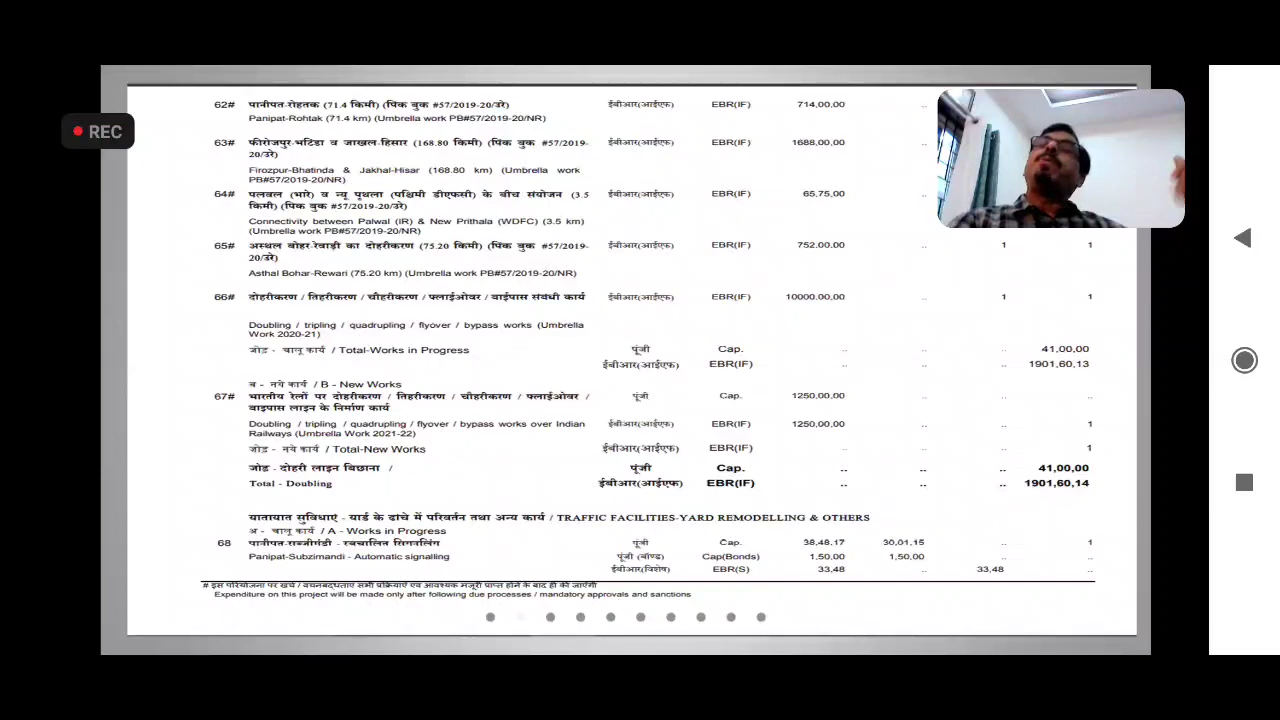 REC
62# पानीपत-रोहतक (71.4 किमी) (पिंक बुक #57/2019-20/उरे) ईबीआर(आईएफ) EBR(IF) 714,00,00 ..
Panipat-Rohtak (71.4 km) (Umbrella work PB#57/2019-20/NR)
63# फीरोजपुर-भटिंडा व जाखल-हिसार (168.80 किमी) (पिंक बुक #57/2019- ईबीआर(आईएफ) EBR(IF) 1688,00,00 ..
20/उरे)
Firozpur-Bhatinda & Jakhal-Hisar (168.80 km) (Umbrella work
PB#57/2019-20/NR)
64# पलवल (भारे) व न्यू पृथला (पश्चिमी डीएफसी) के बीच संयोजन (3.5 ईबीआर(आईएफ) EBR(IF) 65,75,00 ..
किमी) (पिंक बुक #57/2019-20/उरे)
Connectivity between Palwal (IR) & New Prithala (WDFC) (3.5 km)
(Umbrella work PB#57/2019-20/NR)
65# अस्थल बोहर-रेवाड़ी का दोहरीकरण (75.20 किमी) (पिंक बुक #57/2019- ईबीआर(आईएफ) EBR(IF) 752,00,00 .. 1 1
20/उरे)
Asthal Bohar-Rewari (75.20 km) (Umbrella work PB#57/2019-20/NR)
66# दोहरीकरण / तिहरीकरण / चौहरीकरण / फ्लाईओवर / बाईपास संबंधी कार्य ईबीआर(आईएफ) EBR(IF) 10000,00,00 .. 1 1
Doubling / tripling / quadrupling / flyover / bypass works (Umbrella
Work 2020-21)
जोड़ - चालू कार्य / Total-Works in Progress पूंजी Cap. .. .. .. 41,00,00
ईबीआर(आईएफ) EBR(IF) .. .. .. 1901,60,13
ब - नये कार्य / B - New Works
67# भारतीय रेलों पर दोहरीकरण / तिहरीकरण / चौहरीकरण / फ्लाईओवर / पूंजी Cap. 1250,00,00 .. .. ..
बाइपास लाइन के निर्माण कार्य
Doubling / tripling / quadrupling / flyover / bypass works over Indian ईबीआर(आईएफ) EBR(IF) 1250,00,00 .. .. 1
Railways (Umbrella Work 2021-22)
जोड़ - नये कार्य / Total-New Works ईबीआर(आईएफ) EBR(IF) .. .. .. 1
जोड़ - दोहरी लाइन बिछाना / पूंजी Cap. .. .. .. 41,00,00
Total - Doubling ईबीआर(आईएफ) EBR(IF) .. .. .. 1901,60,14
यातायात सुविधाएं - यार्ड के ढांचे में परिवर्तन तथा अन्य कार्य / TRAFFIC FACILITIES-YARD REMODELLING & OTHERS
अ - चालू कार्य / A - Works in Progress
68 पानीपत-सब्जीमंडी - स्वचालित सिगनलिंग पूंजी Cap. 38,48,17 30,01,15 .. 1
Panipat-Subzimandi - Automatic signalling पूंजी (बॉण्ड) Cap(Bonds) 1,50,00 1,50,00 .. ..
ईबीआर(विशेष) EBR(S) 33,48 .. 33,48 ..
# इस परियोजना पर खर्च / वचनबद्धताएं सभी प्रक्रियाएं एवं आवश्यक मंजूरी प्राप्त होने के बाद ही की जाएंगी
Expenditure on this project will be made only after following due processes / mandatory approvals and sanctions